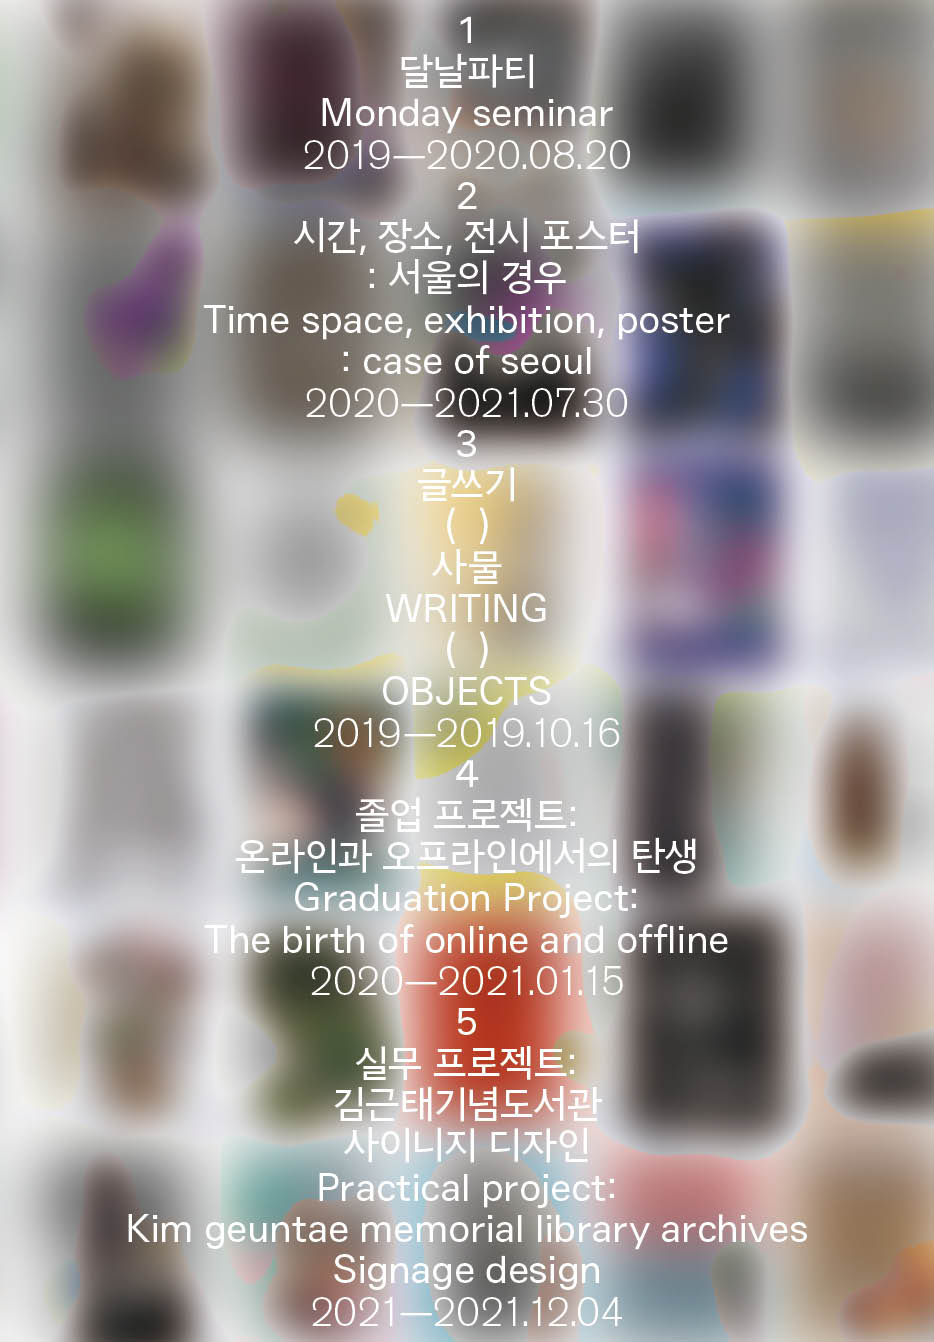 1
달날파티
Monday seminar
2019—2020.08.20
2
시간, 장소, 전시 포스터
: 서울의 경우
Time space, exhibition, poster
: case of seoul
2020—2021.07.30
3
글쓰기
( )
사물
WRITING
( )
OBJECTS
2019—2019.10.16
4
졸업 프로젝트:
온라인과 오프라인에서의 탄생
Graduation Project:
The birth of online and offline
2020—2021.01.15
5
실무 프로젝트:
김근태기념도서관
사이니지 디자인
Practical project:
Kim geuntae memorial library archives
Signage design
2021—2021.12.04